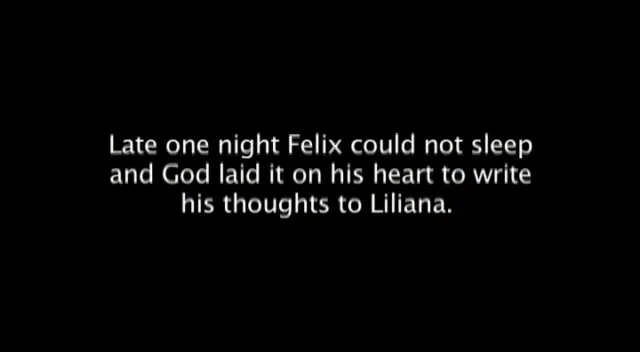 Late one night Felix could not sleep
and God laid it on his heart to write
his thoughts to Liliana.